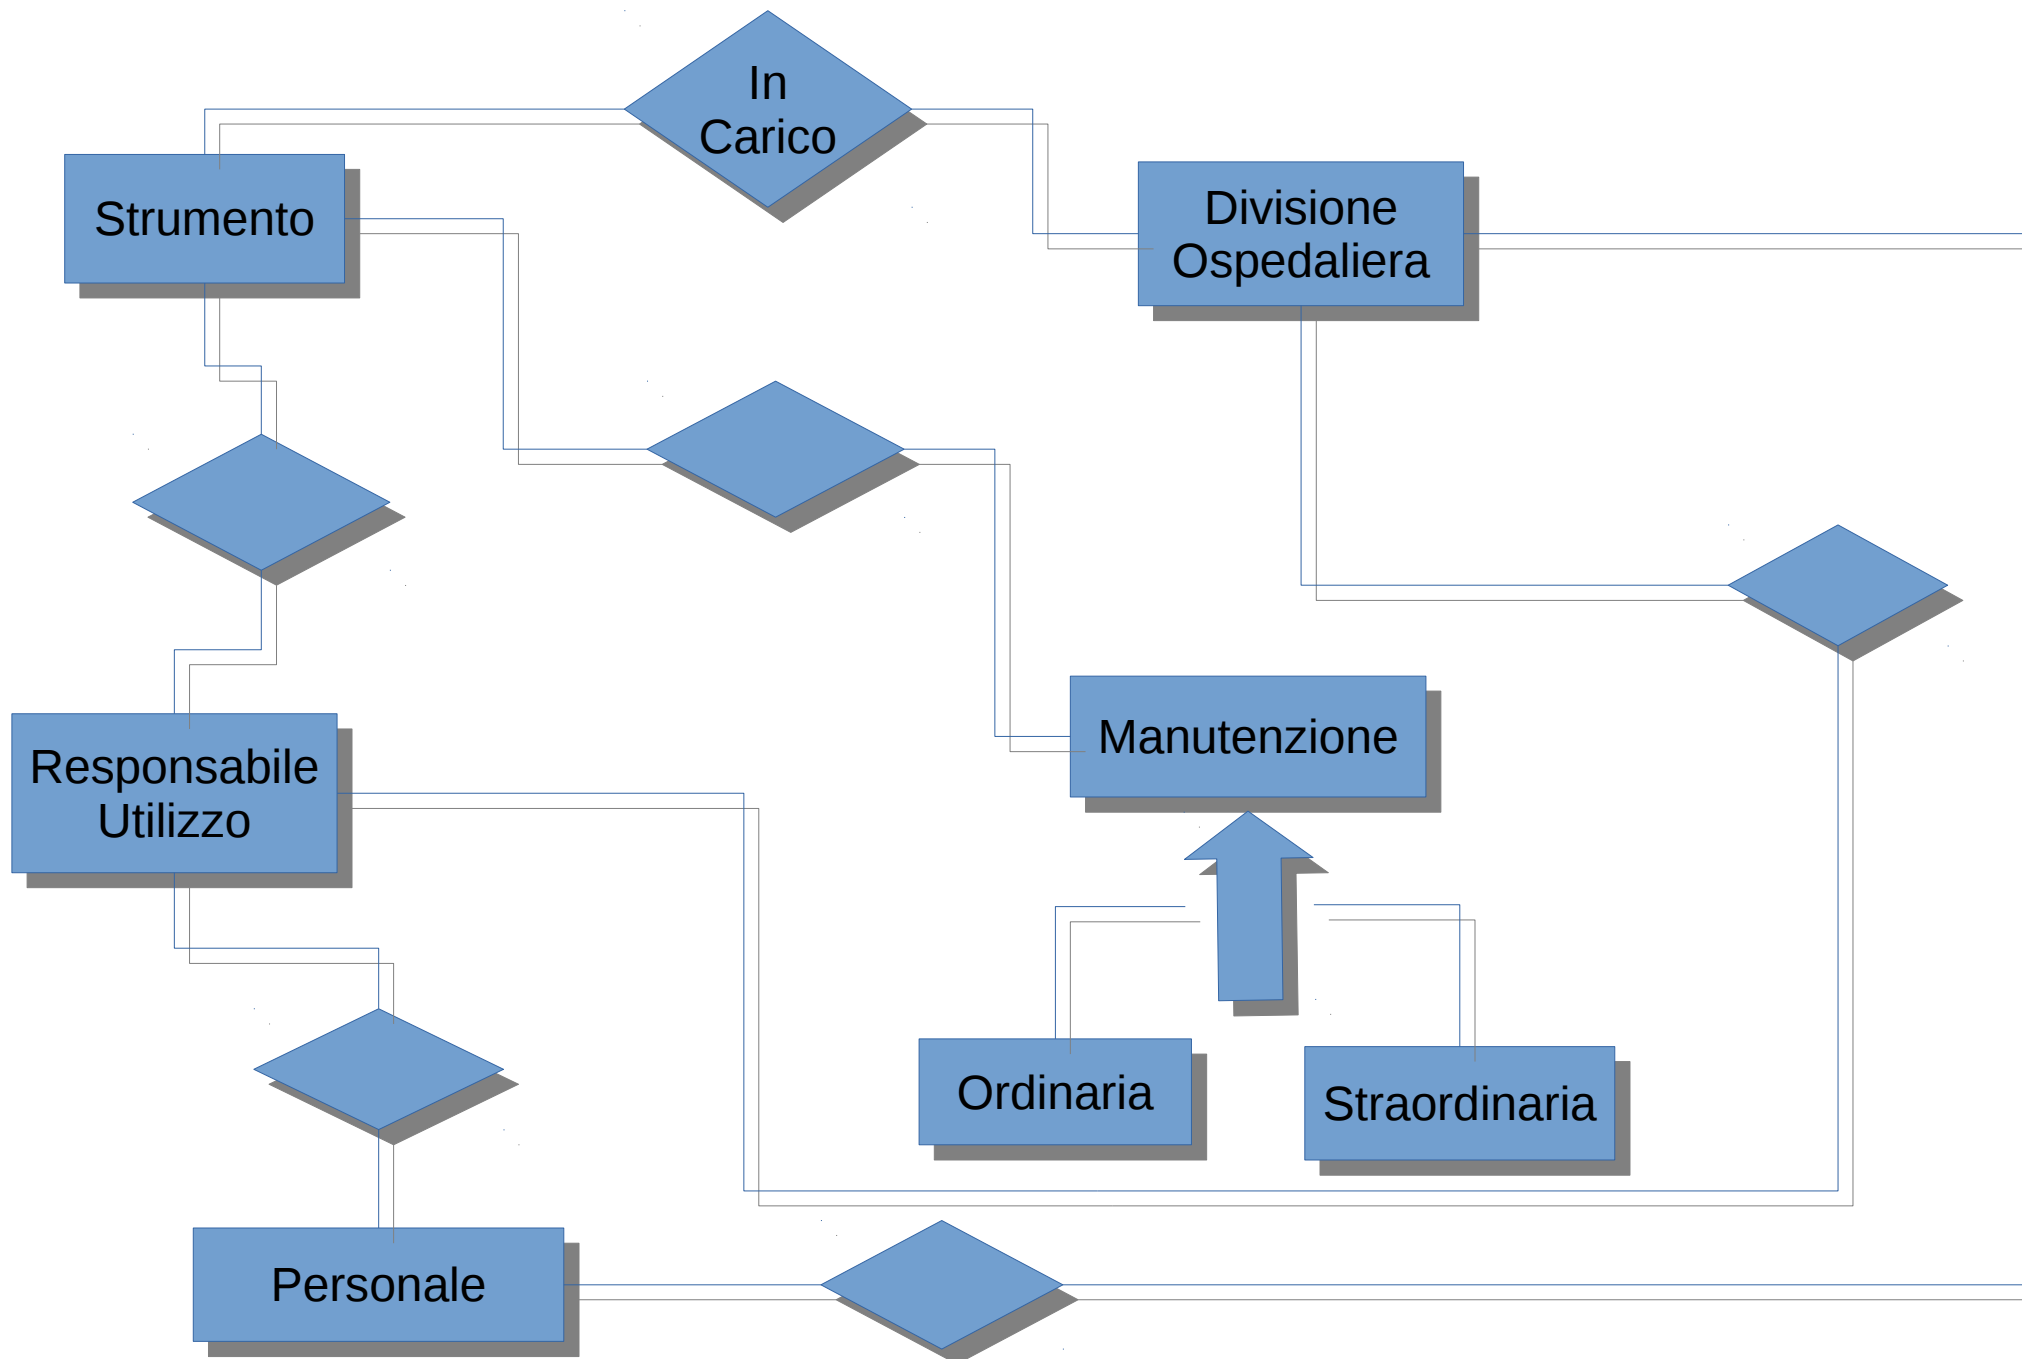 In
Carico
Strumento
Divisione
Ospedaliera
Manutenzione
Responsabile
Utilizzo
Ordinaria
Straordinaria
Personale